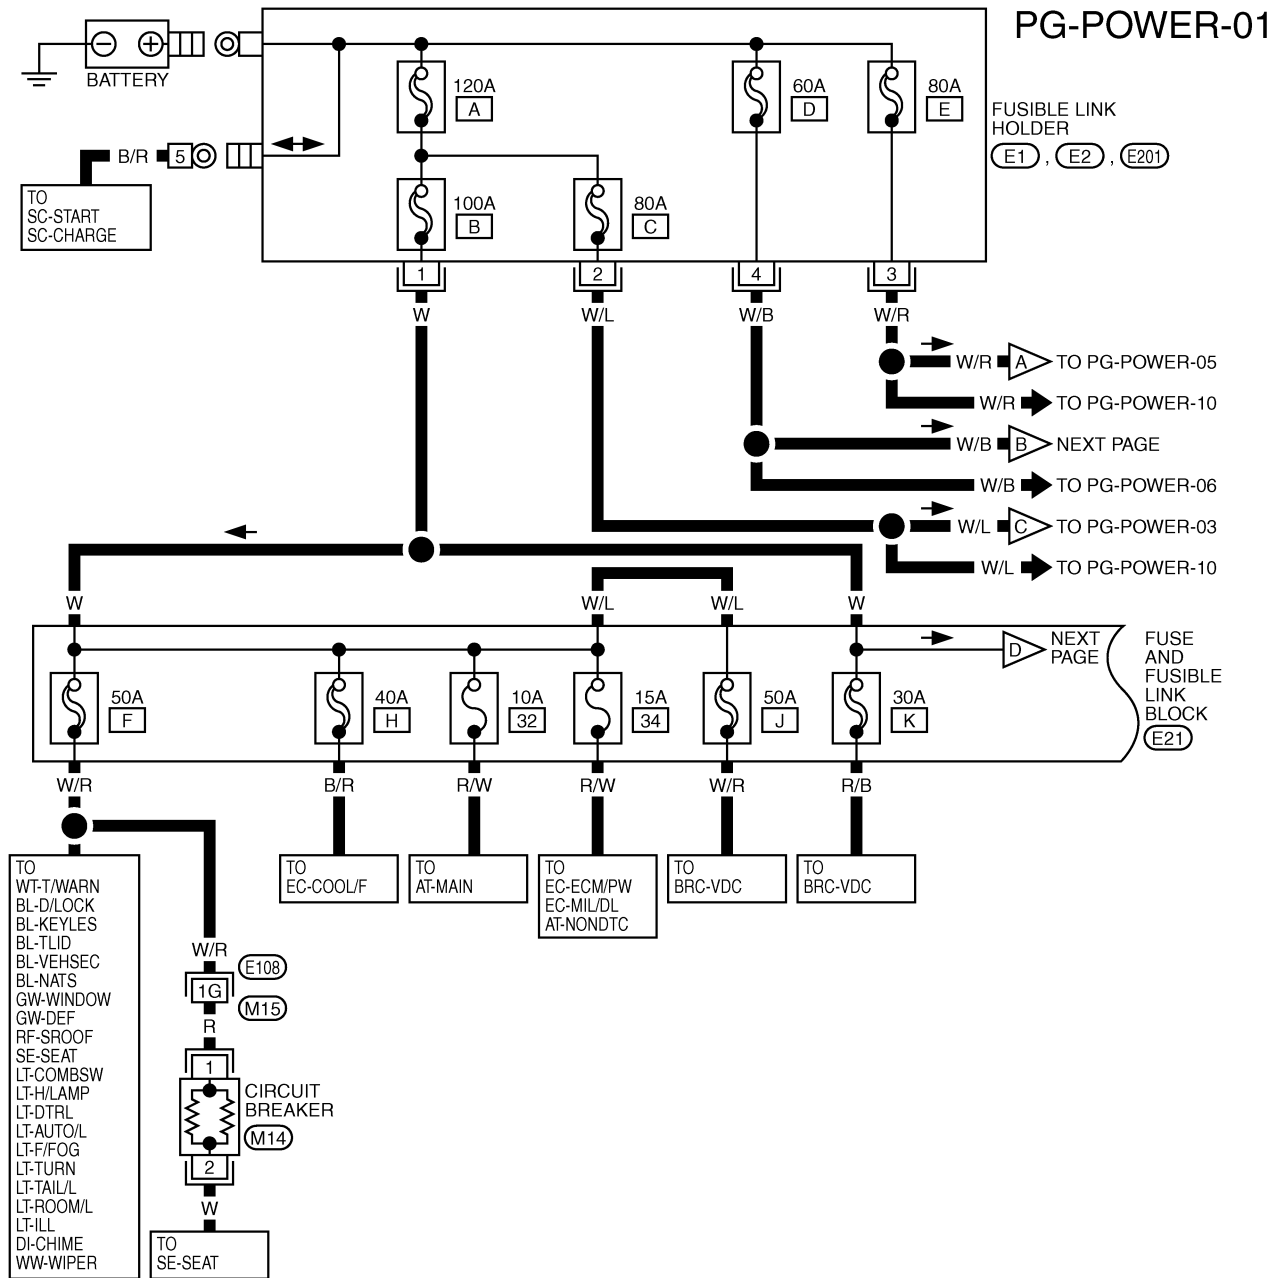 PG-POWER-01
BATTERY
120A
A
60A
D
80A
E
FUSIBLE LINK
HOLDER
E1 , E2 , E201
B/R 5
TO
SC-START
SC-CHARGE
100A
B
80A
C
1 2 4 3
W W/L W/B W/R
W/R A TO PG-POWER-05
W/R TO PG-POWER-10
W/B B NEXT PAGE
W/B TO PG-POWER-06
W/L C TO PG-POWER-03
W/L TO PG-POWER-10
W W/L W/L W
D NEXT
PAGE
FUSE
AND
FUSIBLE
LINK
BLOCK
E21
50A
F
40A
H
10A
32
15A
34
50A
J
30A
K
W/R B/R R/W R/W W/R R/B
TO
EC-COOL/F
TO
AT-MAIN
TO
EC-ECM/PW
EC-MIL/DL
AT-NONDTC
TO
BRC-VDC
TO
BRC-VDC
TO
WT-T/WARN
BL-D/LOCK
BL-KEYLES
BL-TLID
BL-VEHSEC
BL-NATS
GW-WINDOW
GW-DEF
RF-SROOF
SE-SEAT
LT-COMBSW
LT-H/LAMP
LT-DTRL
LT-AUTO/L
LT-F/FOG
LT-TURN
LT-TAIL/L
LT-ROOM/L
LT-ILL
DI-CHIME
WW-WIPER
W/R
E108
1G
M15
R
1
CIRCUIT
BREAKER
M14
2
W
TO
SE-SEAT